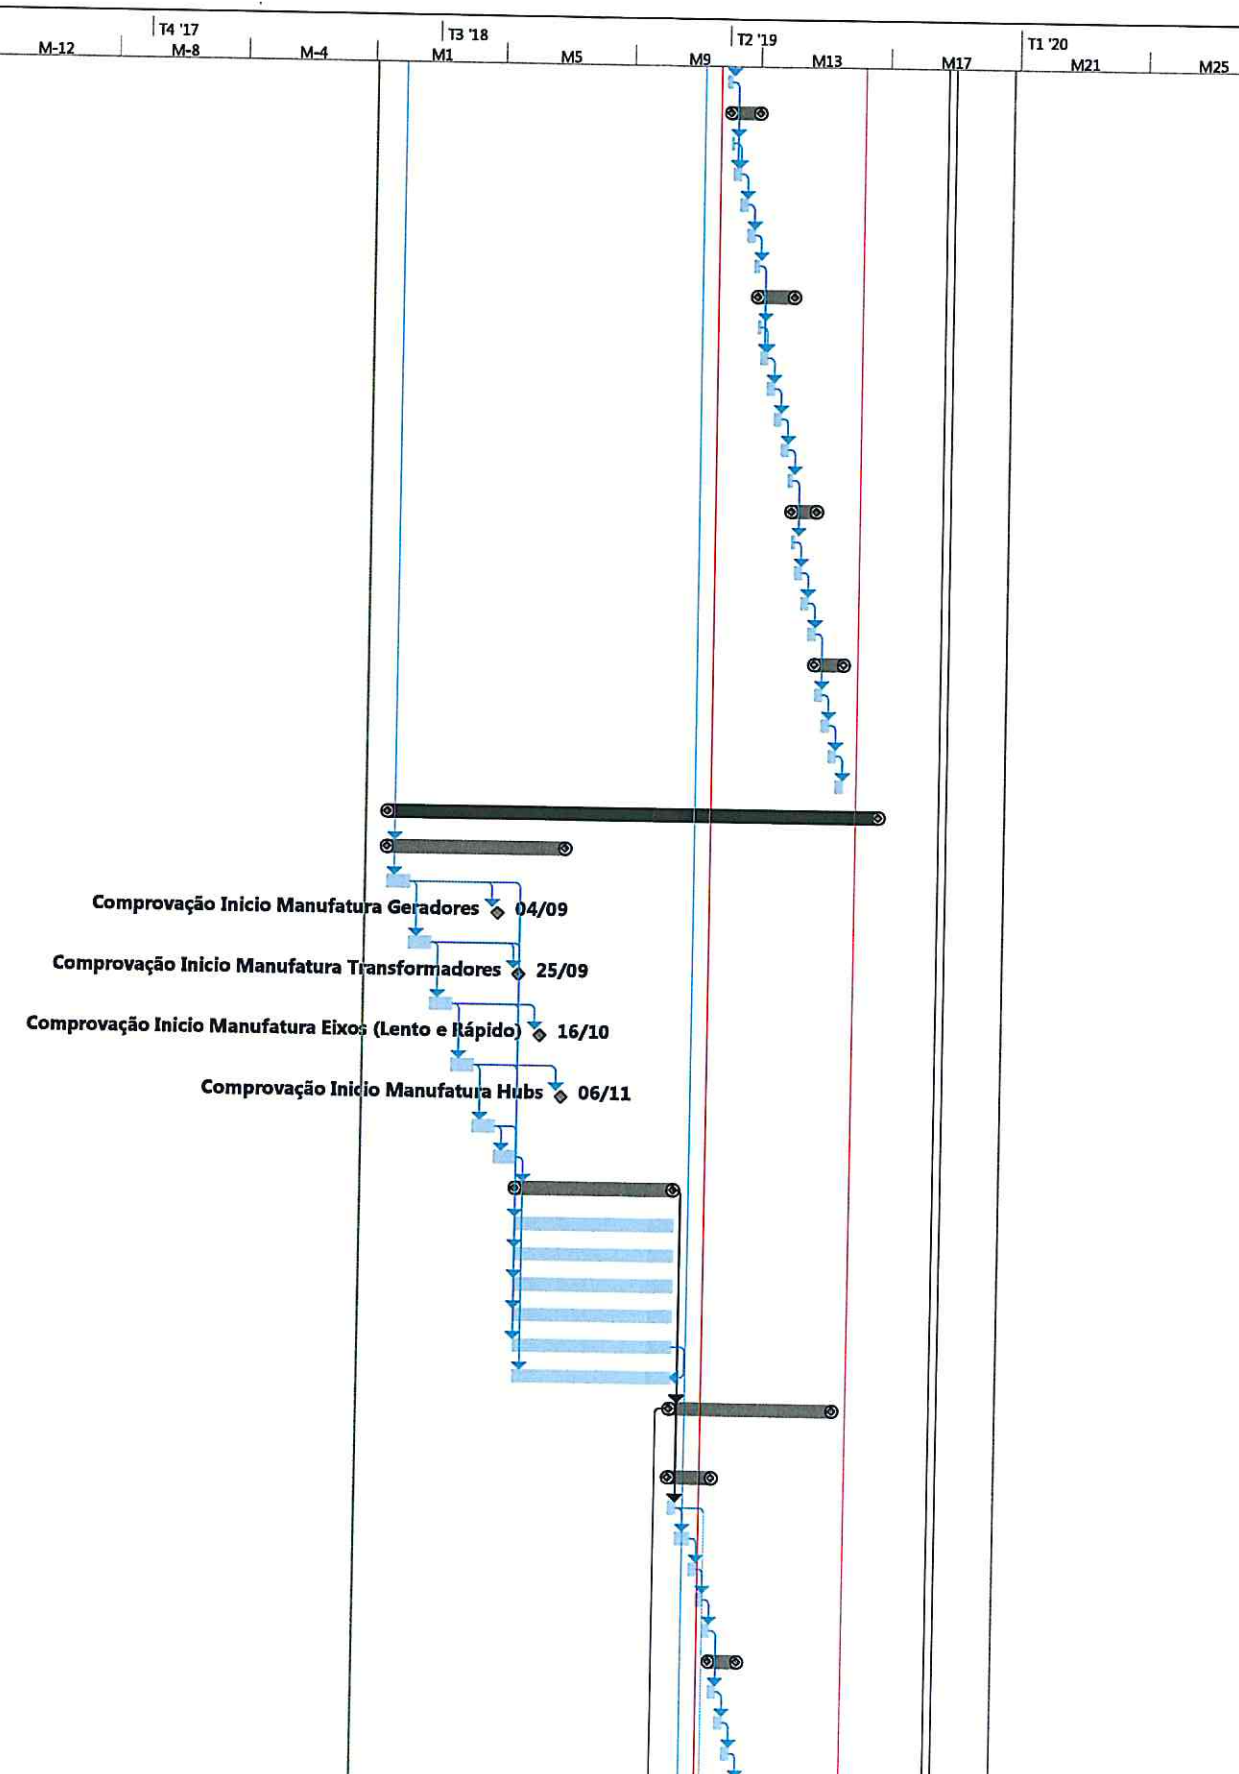 T4 '17 T3 '18 T2 '19 T1 '20
M-12 M-8 M-4 M1 M5 M9 M13 M17 M21 M25
Comprovação Inicio Manufatura Geradores 04/09
Comprovação Inicio Manufatura Transformadores 25/09
Comprovação Inicio Manufatura Eixos (Lento e Rápido) 16/10
Comprovação Inicio Manufatura Hubs 06/11